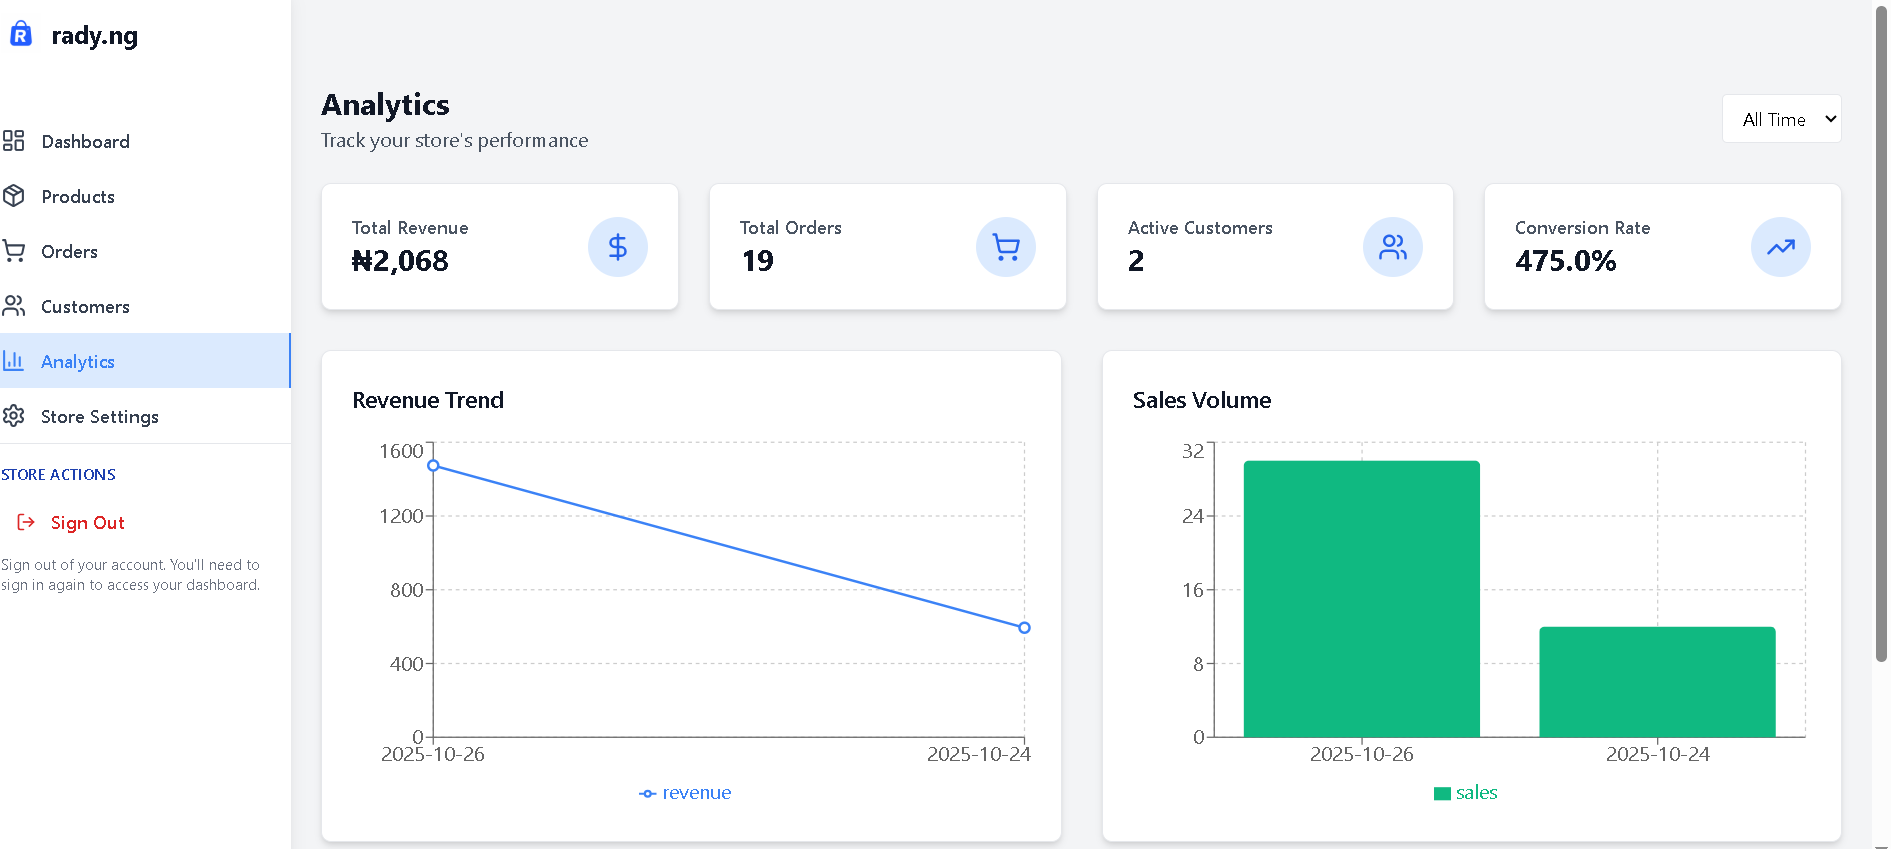 rady.ng
Dashboard
Products
Orders
Customers
Analytics
Store Settings
STORE ACTIONS
Sign Out
Sign out of your account. You'll need to
sign in again to access your dashboard.
Analytics
Track your store's performance
All Time
Total Revenue
₦2,068
Total Orders
19
Active Customers
2
Conversion Rate
475.0%
Revenue Trend
1600
1200
800
400
0
2025-10-26 2025-10-24
revenue
Sales Volume
32
24
16
8
0
2025-10-26 2025-10-24
sales